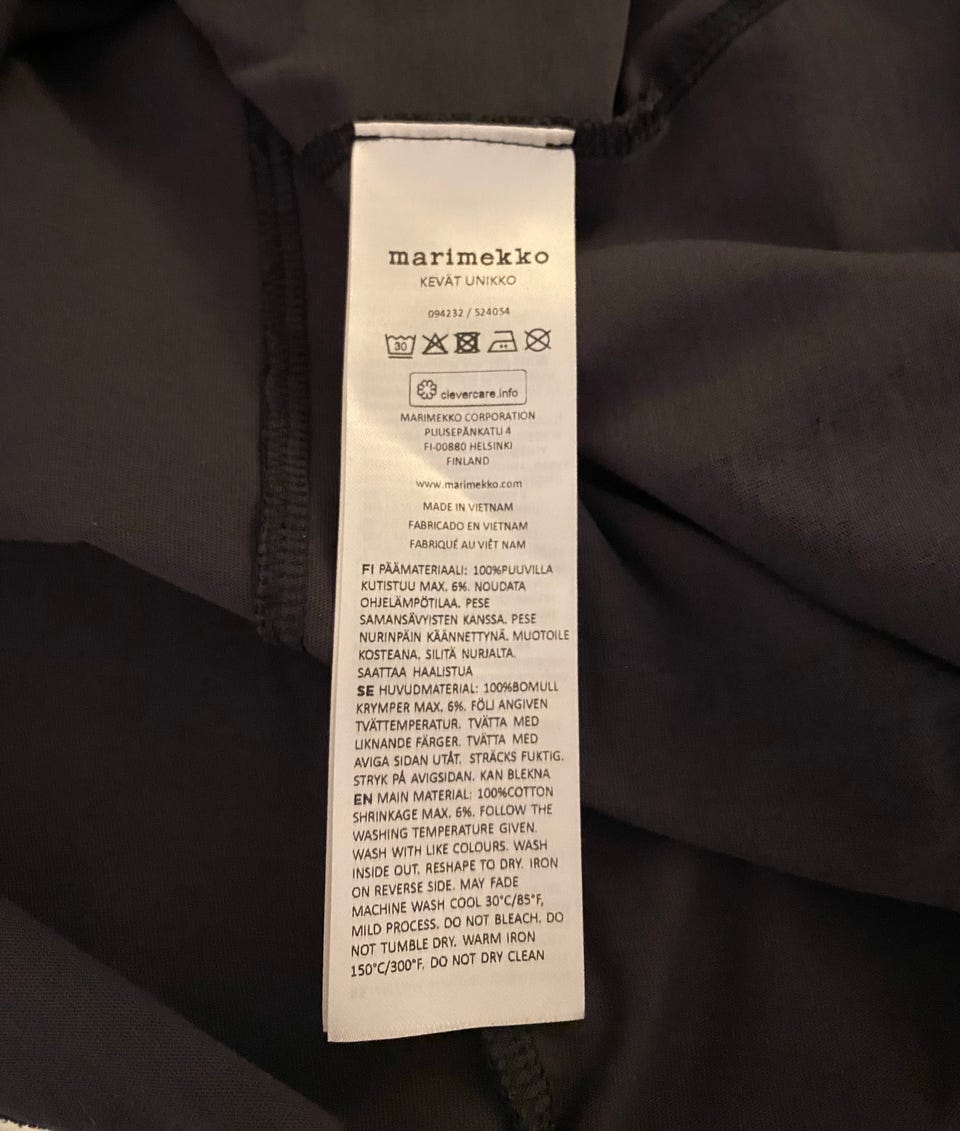 marimekko
KEVÄT UNIKKO
094232 / 524054
30
clevercare.info
MARIMEKKO CORPORATION
PUUSEPÄNKATU 4
FI-00880 HELSINKI
FINLAND
www.marimekko.com
MADE IN VIETNAM
FABRICADO EN VIETNAM
FABRIQUÉ AU VIÊT NAM
FI PÄÄMATERIAALI: 100%PUUVILLA
KUTISTUU MAX. 6%. NOUDATA
OHJELÄMPÖTILAA. PESE
SAMANSÄVYISTEN KANSSA. PESE
NURINPÄIN KÄÄNNETTYNÄ. MUOTOILE
KOSTEANA. SILITÄ NURJALTA.
SAATTAA HAALISTUA
SE HUVUDMATERIAL: 100%BOMULL
KRYMPER MAX. 6%. FÖLJ ANGIVEN
TVÄTTEMPERATUR. TVÄTTA MED
LIKNANDE FÄRGER. TVÄTTA MED
AVIGA SIDAN UTÅT. STRÄCKS FUKTIG.
STRYK PÅ AVIGSIDAN. KAN BLEKNA
EN MAIN MATERIAL: 100%COTTON
SHRINKAGE MAX. 6%. FOLLOW THE
WASHING TEMPERATURE GIVEN.
WASH WITH LIKE COLOURS. WASH
INSIDE OUT. RESHAPE TO DRY. IRON
ON REVERSE SIDE. MAY FADE
MACHINE WASH COOL 30°C/85°F,
MILD PROCESS. DO NOT BLEACH. DO
NOT TUMBLE DRY. WARM IRON
150°C/300°F. DO NOT DRY CLEAN